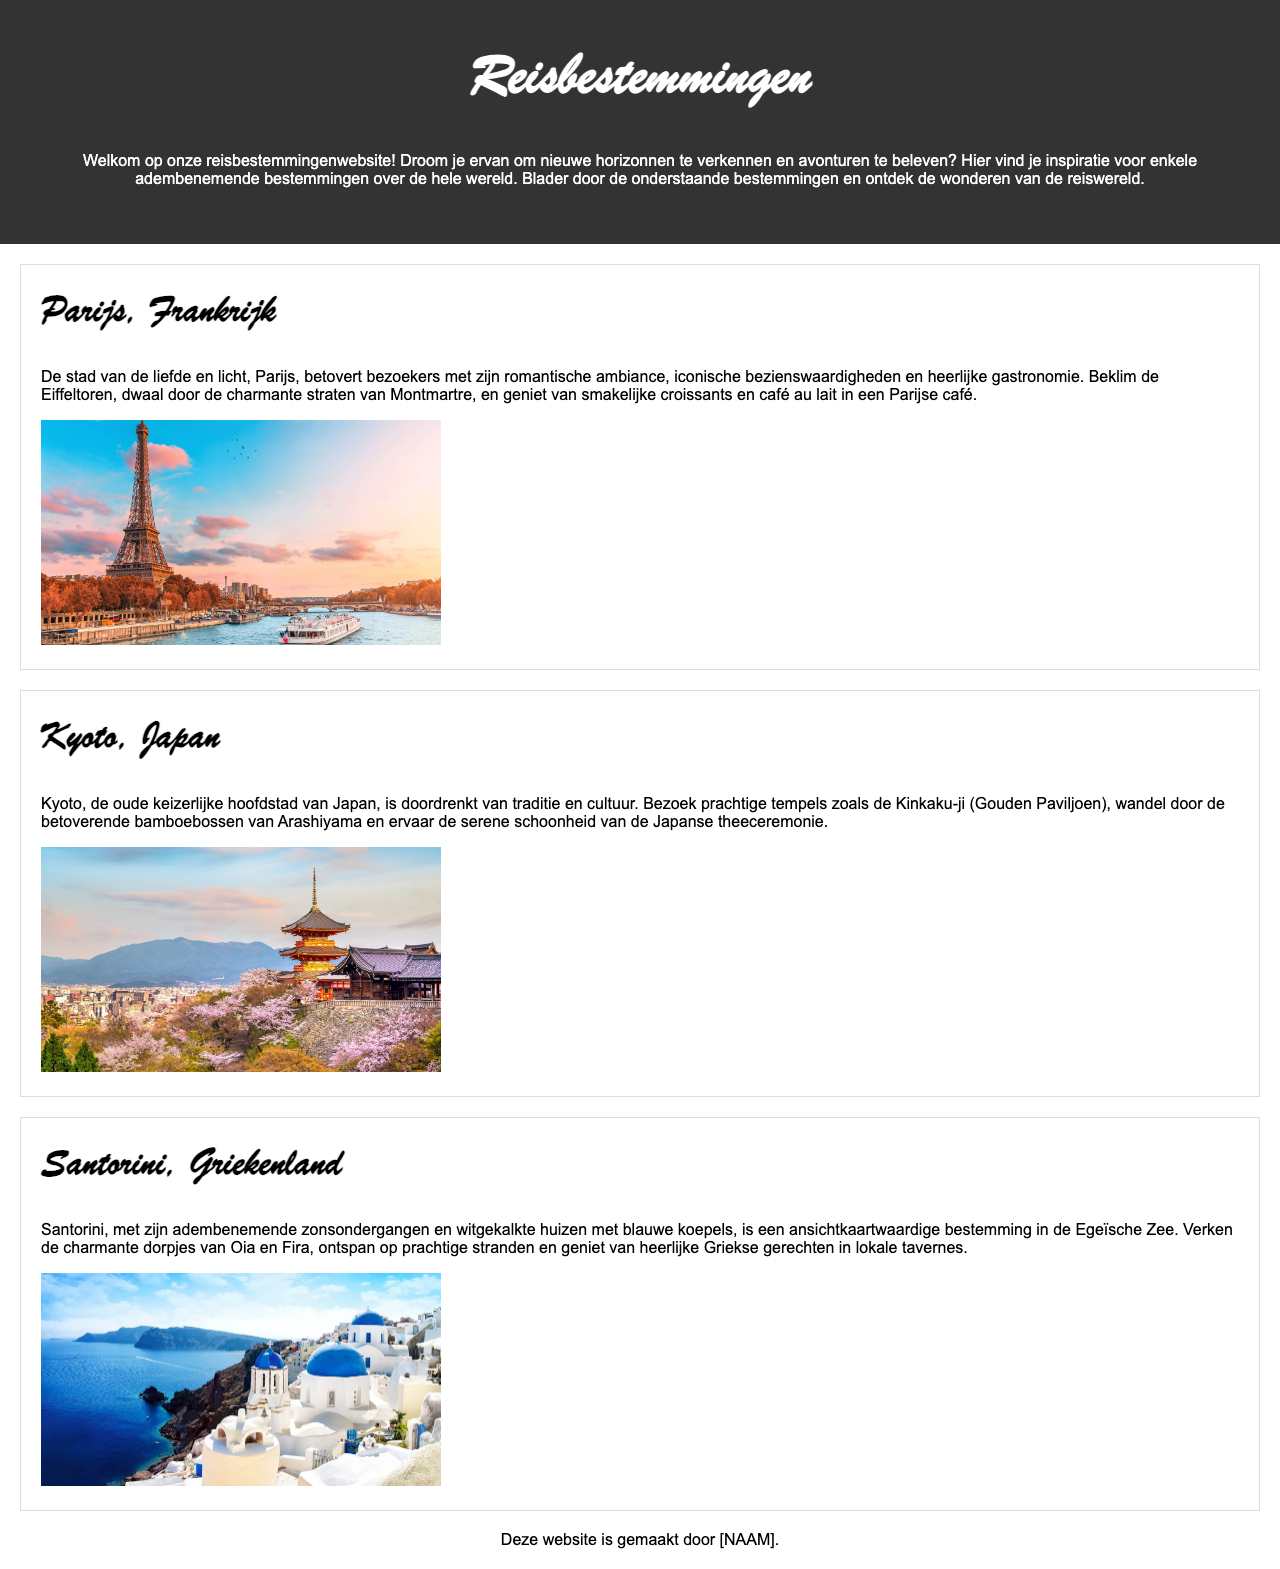 Reisbestemmingen
Welkom op onze reisbestemmingenwebsite! Droom je ervan om nieuwe horizonnen te verkennen en avonturen te beleven? Hier vind je inspiratie voor enkele
adembenemende bestemmingen over de hele wereld. Blader door de onderstaande bestemmingen en ontdek de wonderen van de reiswereld.
Parijs, Frankrijk
De stad van de liefde en licht, Parijs, betovert bezoekers met zijn romantische ambiance, iconische bezienswaardigheden en heerlijke gastronomie. Beklim de
Eiffeltoren, dwaal door de charmante straten van Montmartre, en geniet van smakelijke croissants en café au lait in een Parijse café.
Kyoto, Japan
Kyoto, de oude keizerlijke hoofdstad van Japan, is doordrenkt van traditie en cultuur. Bezoek prachtige tempels zoals de Kinkaku-ji (Gouden Paviljoen), wandel door de
betoverende bamboebossen van Arashiyama en ervaar de serene schoonheid van de Japanse theeceremonie.
Santorini, Griekenland
Santorini, met zijn adembenemende zonsondergangen en witgekalkte huizen met blauwe koepels, is een ansichtkaartwaardige bestemming in de Egeïsche Zee. Verken
de charmante dorpjes van Oia en Fira, ontspan op prachtige stranden en geniet van heerlijke Griekse gerechten in lokale tavernes.
Deze website is gemaakt door [NAAM].